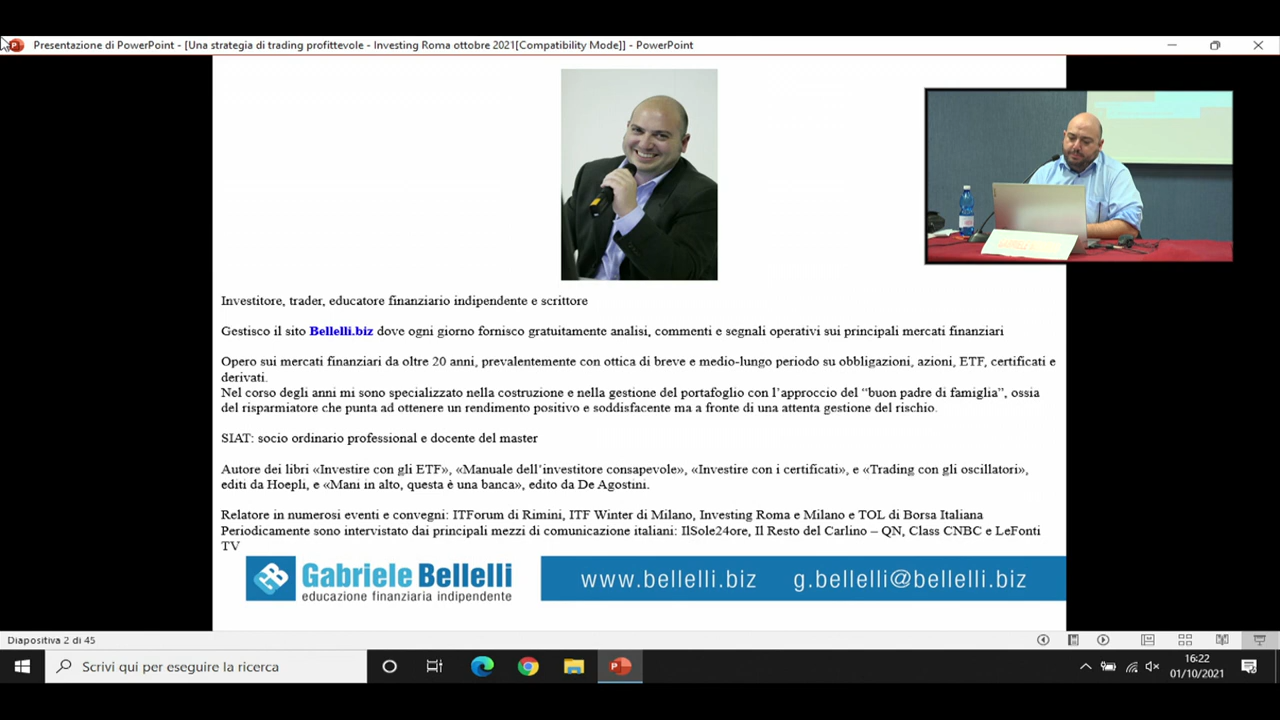 Presentazione di PowerPoint - [Una strategia di trading profittevole - Investing Roma ottobre 2021[Compatibility Mode]] - PowerPoint
Investitore, trader, educatore finanziario indipendente e scrittore
Gestisco il sito Bellelli.biz dove ogni giorno fornisco gratuitamente analisi, commenti e segnali operativi sui principali mercati finanziari
Opero sui mercati finanziari da oltre 20 anni, prevalentemente con ottica di breve e medio-lungo periodo su obbligazioni, azioni, ETF, certificati e
derivati.
Nel corso degli anni mi sono specializzato nella costruzione e nella gestione del portafoglio con l'approccio del “buon padre di famiglia”, ossia
del risparmiatore che punta ad ottenere un rendimento positivo e soddisfacente ma a fronte di una attenta gestione del rischio.
SIAT: socio ordinario professional e docente del master
Autore dei libri «Investire con gli ETF», «Manuale dell'investitore consapevole», «Investire con i certificati», e «Trading con gli oscillatori»,
editi da Hoepli, e «Mani in alto, questa è una banca», edito da De Agostini.
Relatore in numerosi eventi e convegni: ITForum di Rimini, ITF Winter di Milano, Investing Roma e Milano e TOL di Borsa Italiana
Periodicamente sono intervistato dai principali mezzi di comunicazione italiani: IlSole24ore, Il Resto del Carlino – QN, Class CNBC e LeFonti
TV
Gabriele Bellelli
educazione finanziaria indipendente
www.bellelli.biz g.bellelli@bellelli.biz
Diapositiva 2 di 45
Scrivi qui per eseguire la ricerca
16:22
01/10/2021